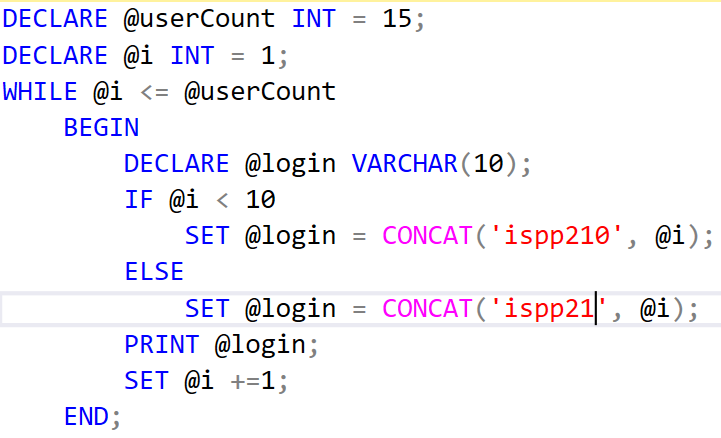 DECLARE @userCount INT = 15;
DECLARE @i INT = 1;
WHILE @i <= @userCount
BEGIN
DECLARE @login VARCHAR(10);
IF @i < 10
SET @login = CONCAT('ispp210', @i);
ELSE
SET @login = CONCAT('ispp21', @i);
PRINT @login;
SET @i +=1;
END;